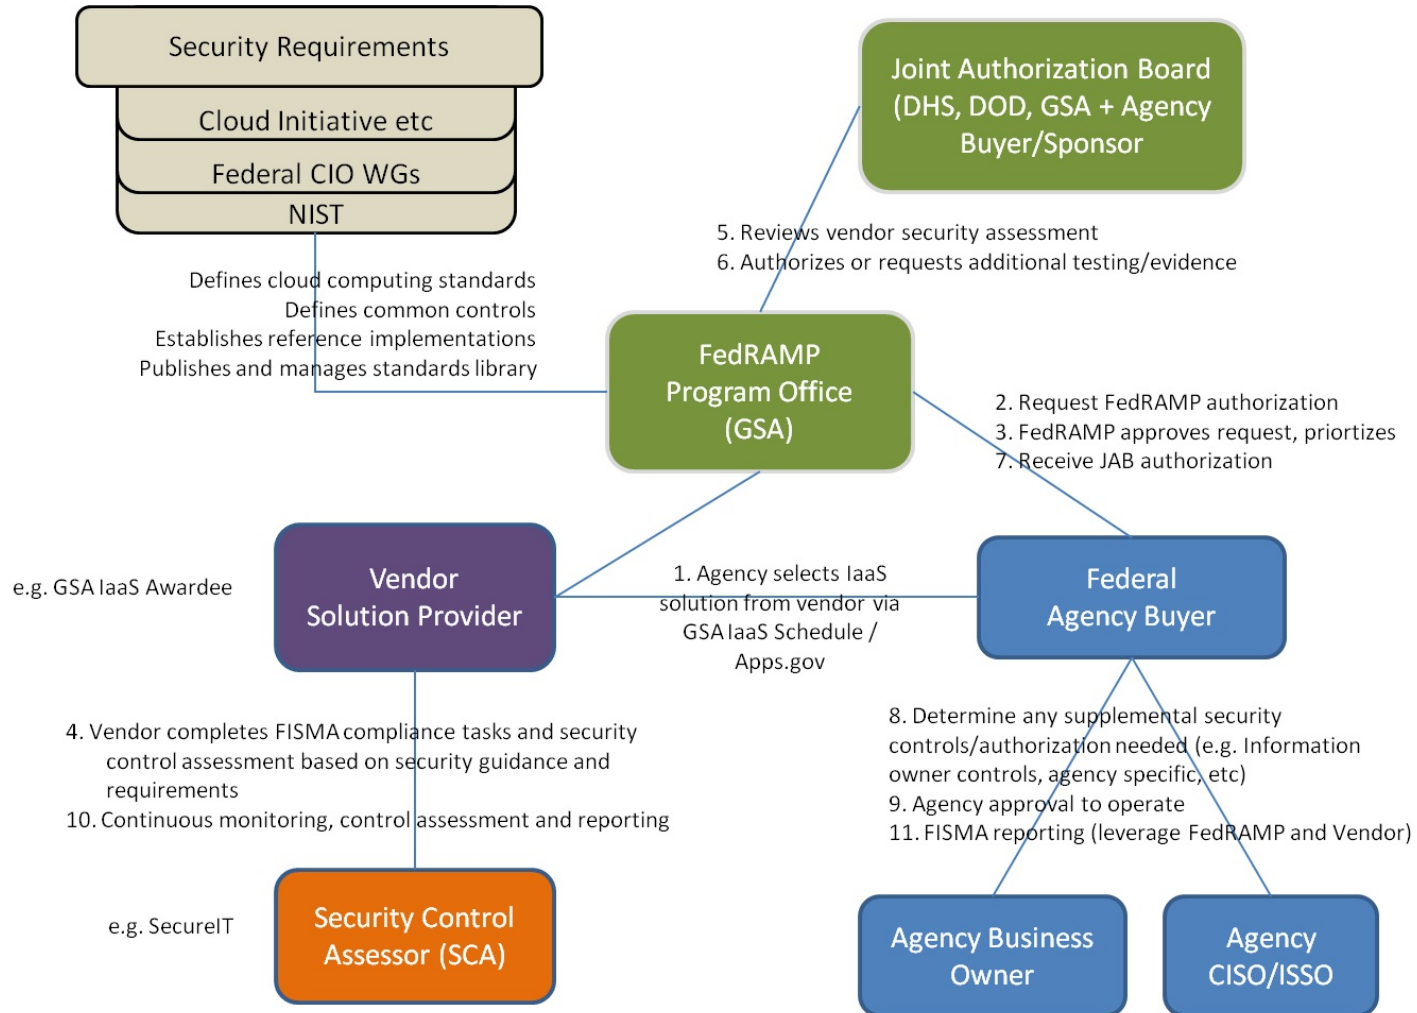 Security Requirements
Cloud Initiative etc
Federal CIO WGs
NIST
Defines cloud computing standards
Defines common controls
Establishes reference implementations
Publishes and manages standards library
Joint Authorization Board
(DHS, DOD, GSA + Agency
Buyer/Sponsor
5. Reviews vendor security assessment
6. Authorizes or requests additional testing/evidence
FedRAMP
Program Office
(GSA)
2. Request FedRAMP authorization
3. FedRAMP approves request, priortizes
7. Receive JAB authorization
e.g. GSA IaaS Awardee
Vendor
Solution Provider
1. Agency selects IaaS
solution from vendor via
GSA IaaS Schedule /
Apps.gov
Federal
Agency Buyer
4. Vendor completes FISMA compliance tasks and security
control assessment based on security guidance and
requirements
10. Continuous monitoring, control assessment and reporting
8. Determine any supplemental security
controls/authorization needed (e.g. Information
owner controls, agency specific, etc)
9. Agency approval to operate
11. FISMA reporting (leverage FedRAMP and Vendor)
e.g. SecureIT
Security Control
Assessor (SCA)
Agency Business
Owner
Agency
CISO/ISSO